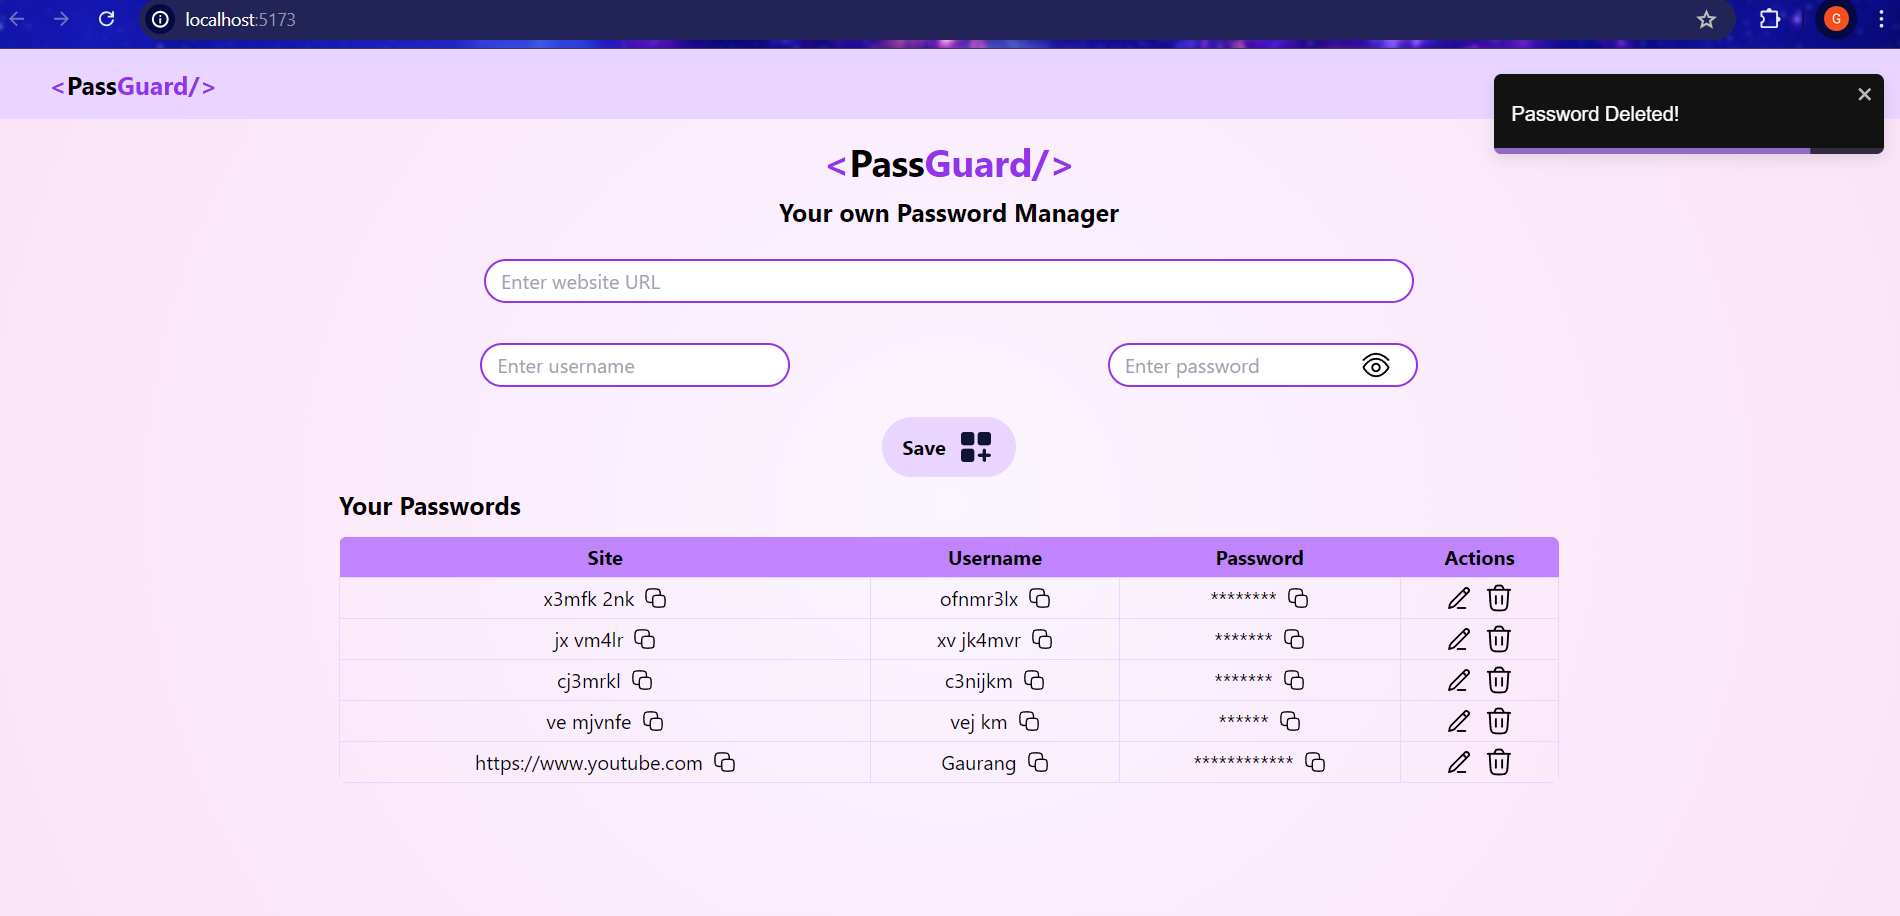 localhost:5173
G
<PassGuard/>
Password Deleted!
<PassGuard/>
Your own Password Manager
Enter website URL
Enter username
Enter password
Save
Your Passwords
Site Username Password Actions
x3mfk 2nk ofnmr3lx ********
jx vm4lr xv jk4mvr *******
cj3mrkl c3nijkm *******
ve mjvnfe vej km ******
https://www.youtube.com Gaurang ************